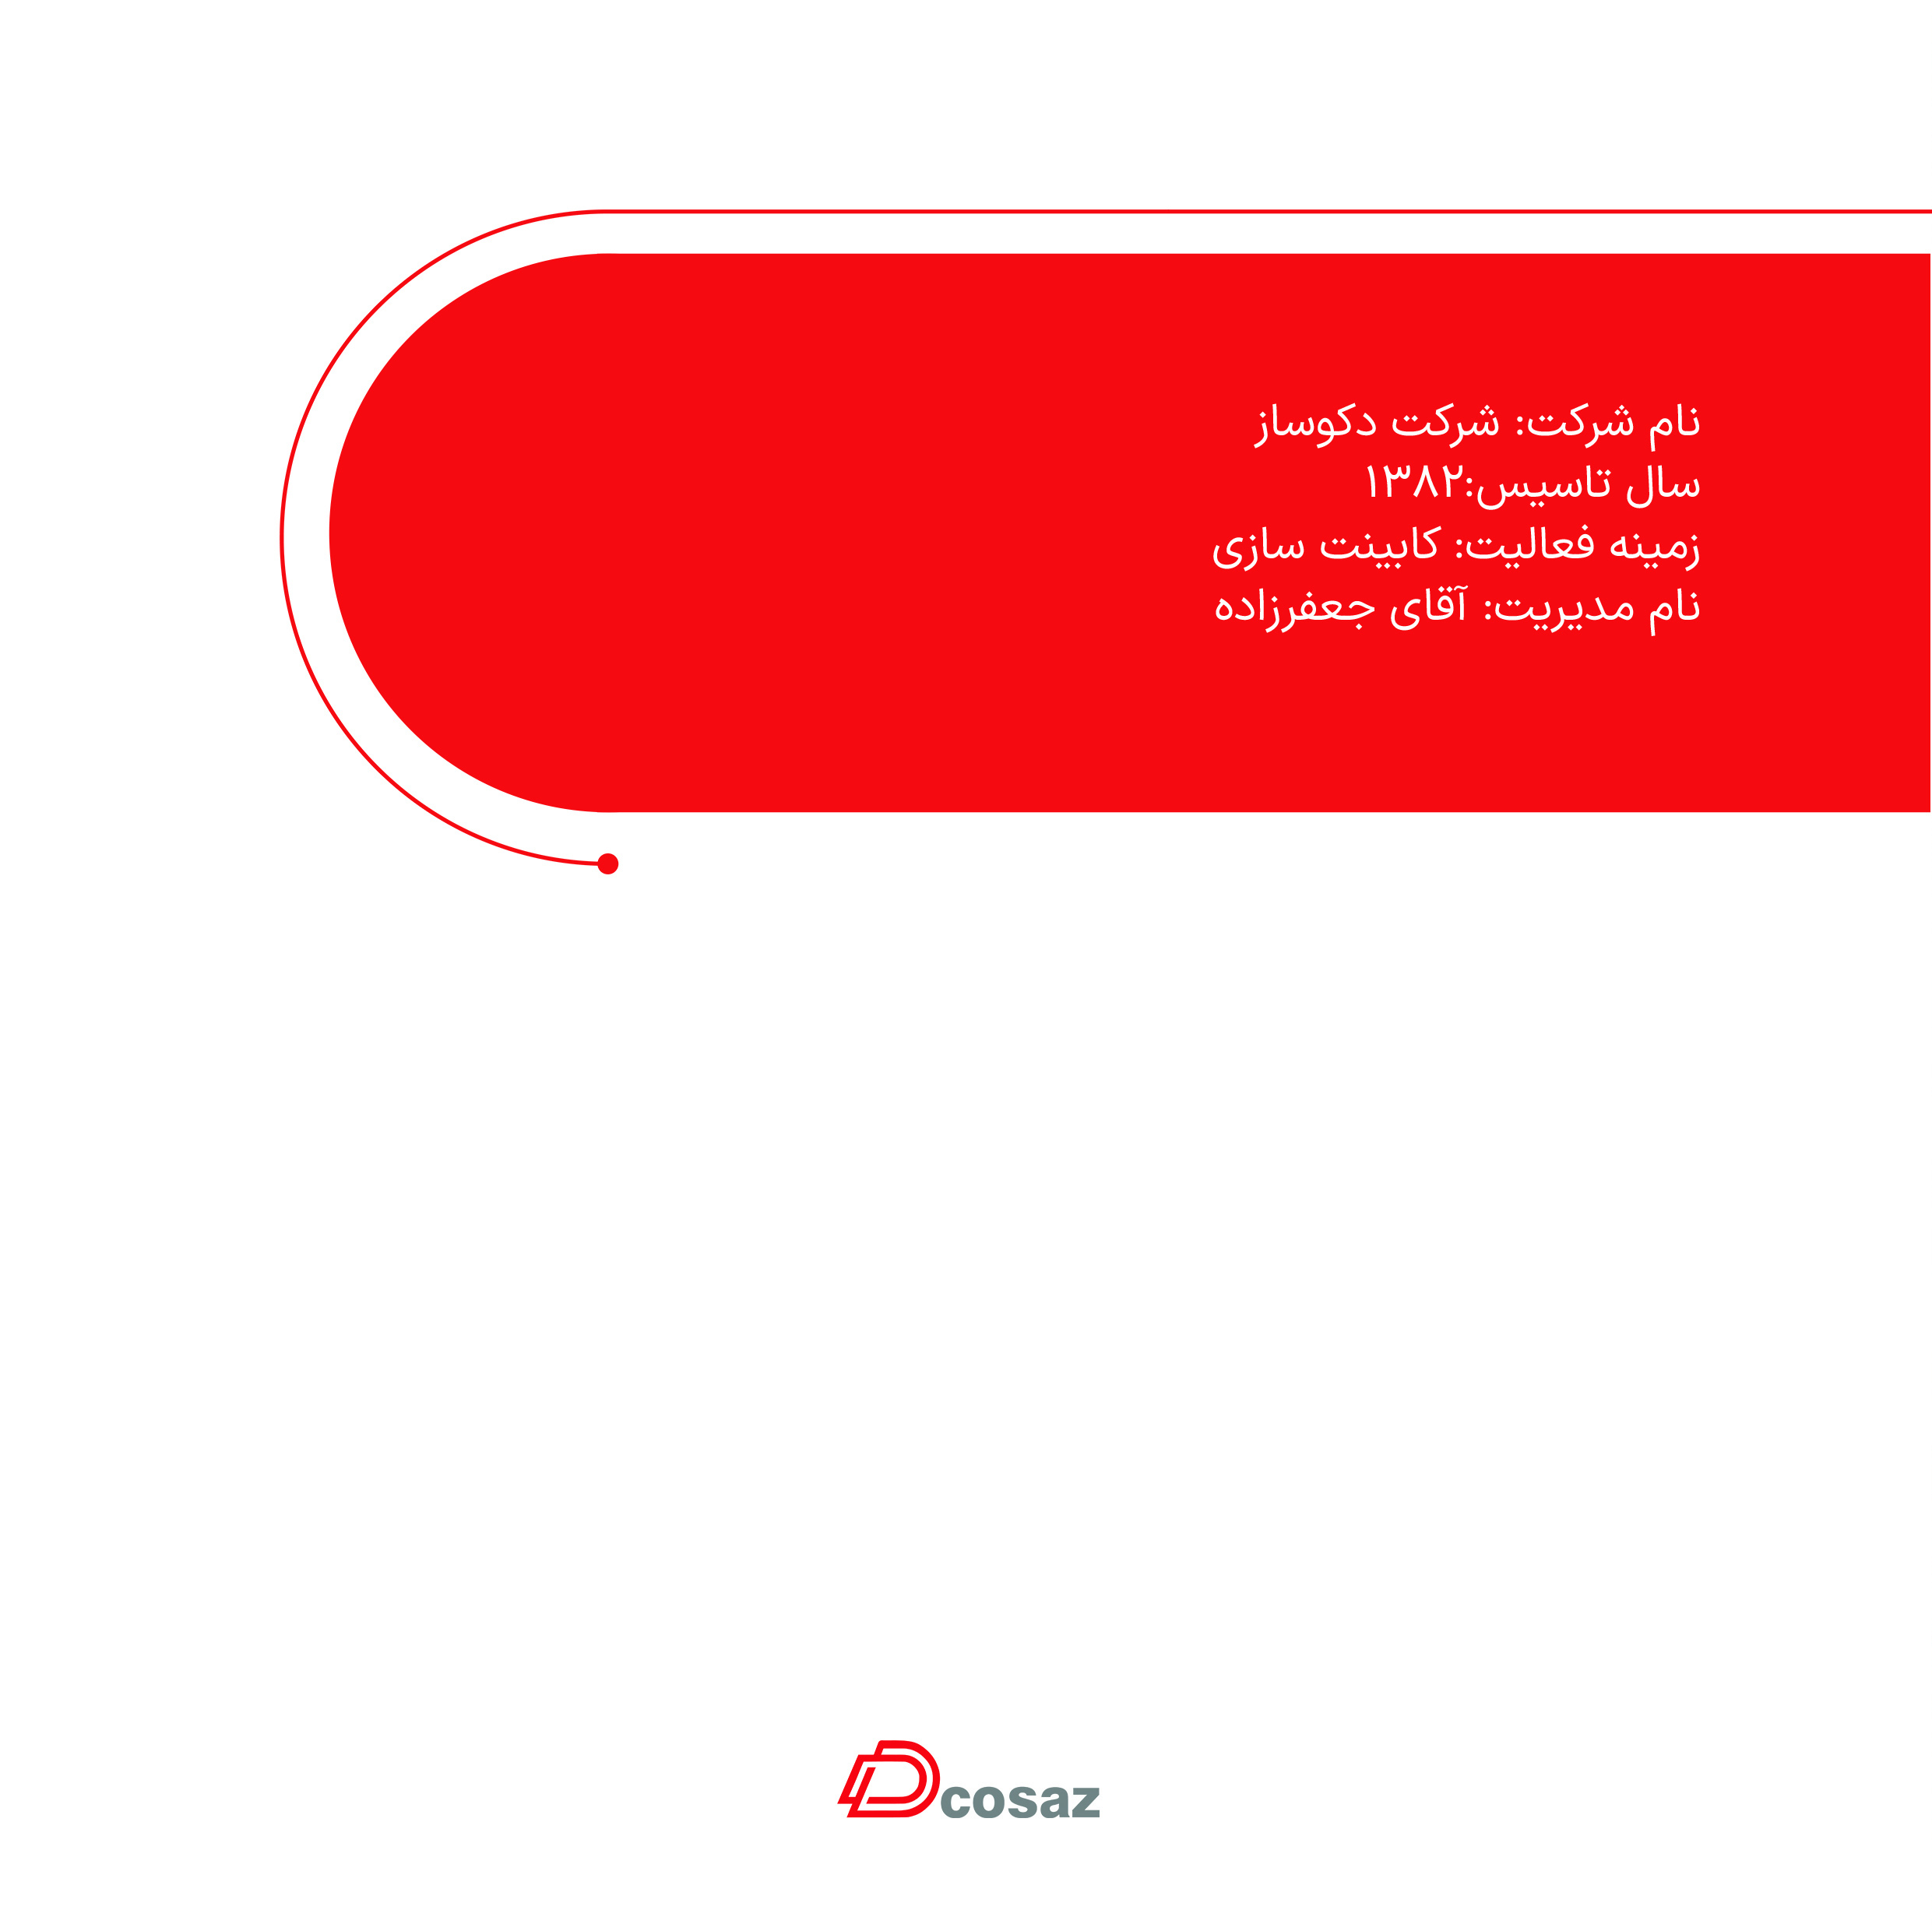 نام شرکت: شرکت دکوساز
سال تاسیس:۱۳۸۲
زمینه فعالیت: کابینت سازی
نام مدیریت: آقای جعفرزاده
Dcosaz